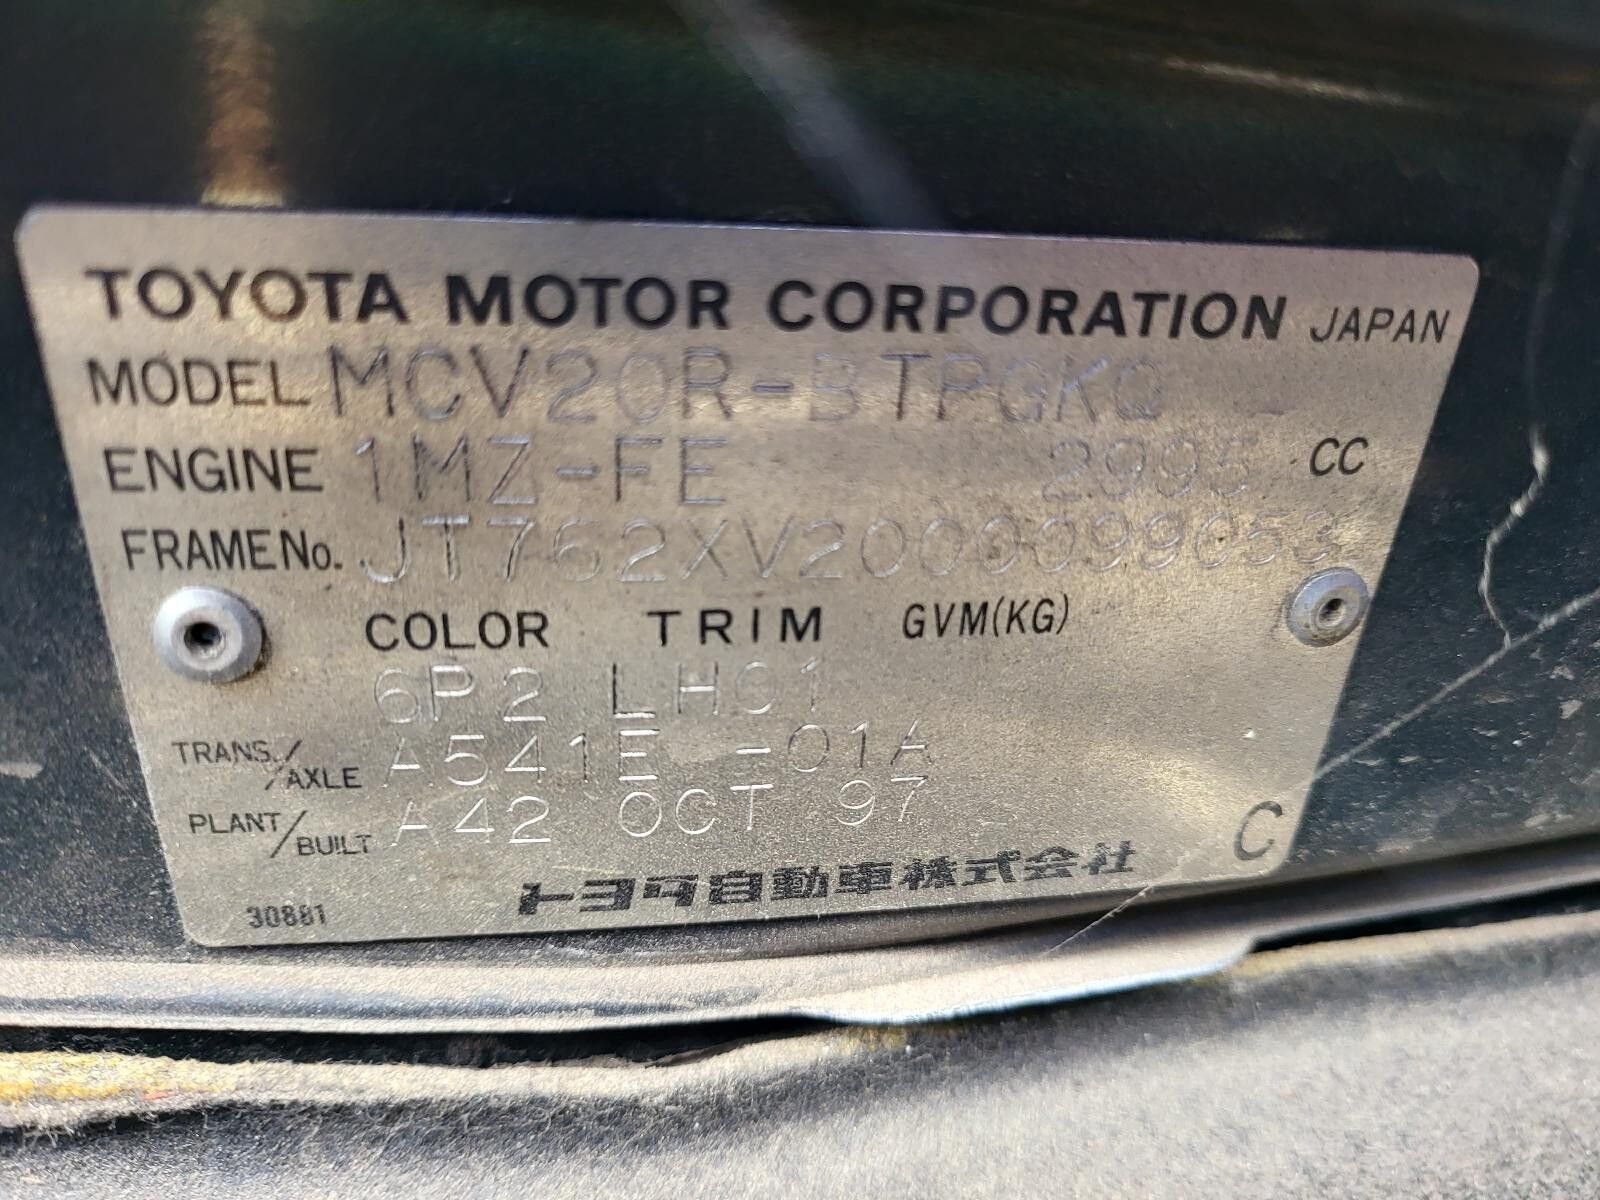 TOYOTA MOTOR CORPORATION JAPAN
MODEL MCV20R-BTPGKQ
ENGINE 1MZ-FE 2995 CC
FRAME No. JT762XV2000099053
COLOR TRIM GVM(KG)
6P2 LH01
TRANS./AXLE A541E -01A
PLANT/BUILT A42 OCT 97
C
トヨタ自動車株式会社
30881